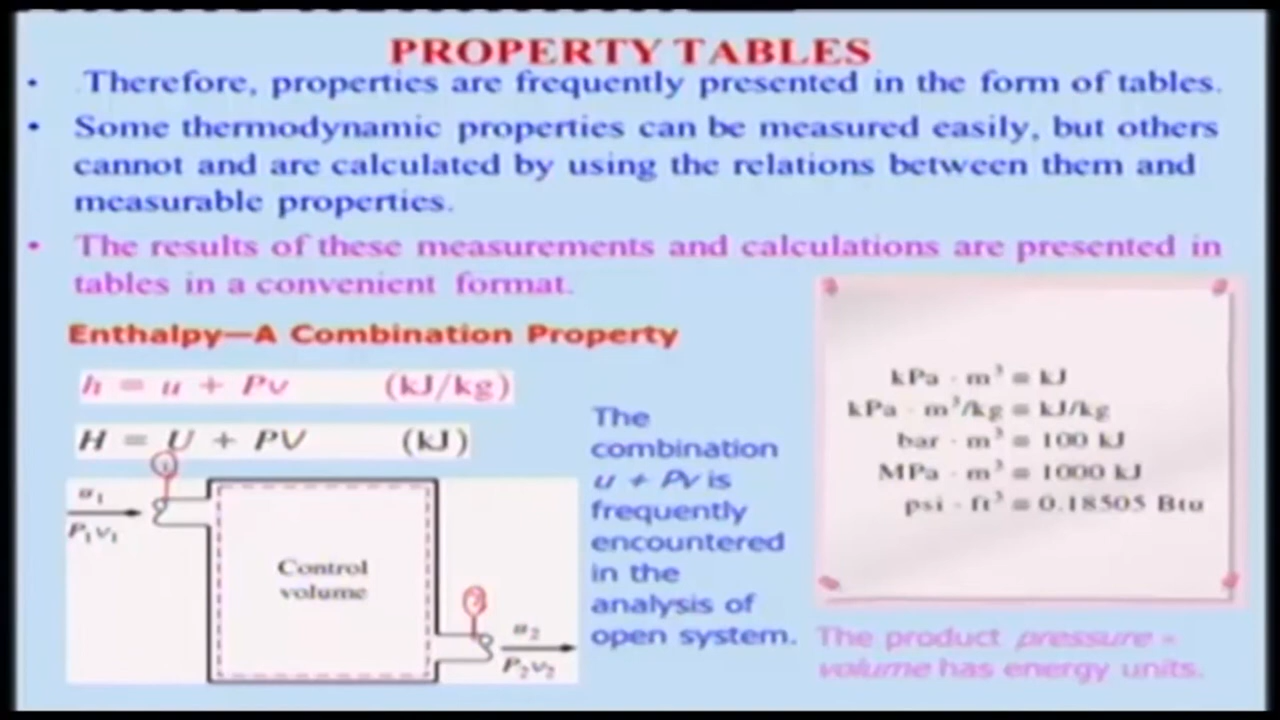 PROPERTY TABLES
• Therefore, properties are frequently presented in the form of tables.
• Some thermodynamic properties can be measured easily, but others
cannot and are calculated by using the relations between them and
measurable properties.
• The results of these measurements and calculations are presented in
tables in a convenient format.
Enthalpy—A Combination Property
h = u + Pv (kJ/kg)
H = U + PV (kJ)
1
u₁
P₁v₁
Control
volume
2
u₂
P₂v₂
The
combination
u + Pv is
frequently
encountered
in the
analysis of
open system.
kPa · m³ ≡ kJ
kPa · m³/kg ≡ kJ/kg
bar · m³ ≡ 100 kJ
MPa · m³ ≡ 1000 kJ
psi · ft³ ≡ 0.18505 Btu
The product pressure -
volume has energy units.